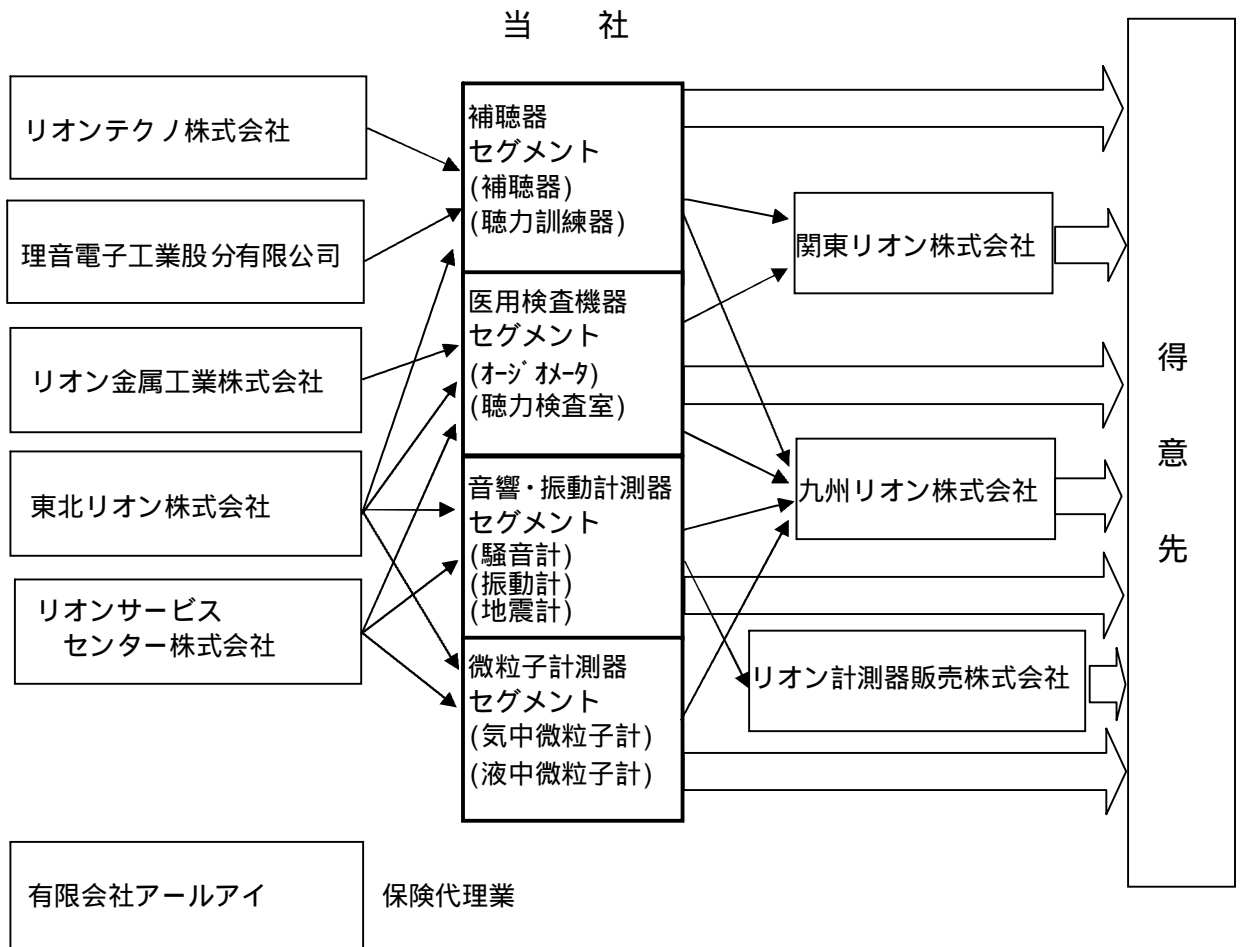 当 社
リオンテクノ株式会社
理音電子工業股分有限公司
リオン金属工業株式会社
東北リオン株式会社
リオンサービス
センター株式会社
補聴器
セグメント
(補聴器)
(聴力訓練器)
医用検査機器
セグメント
(ｵｰｼﾞｵﾒｰﾀ)
(聴力検査室)
音響・振動計測器
セグメント
(騒音計)
(振動計)
(地震計)
微粒子計測器
セグメント
(気中微粒子計)
(液中微粒子計)
関東リオン株式会社
九州リオン株式会社
リオン計測器販売株式会社
得意先
有限会社アールアイ
保険代理業